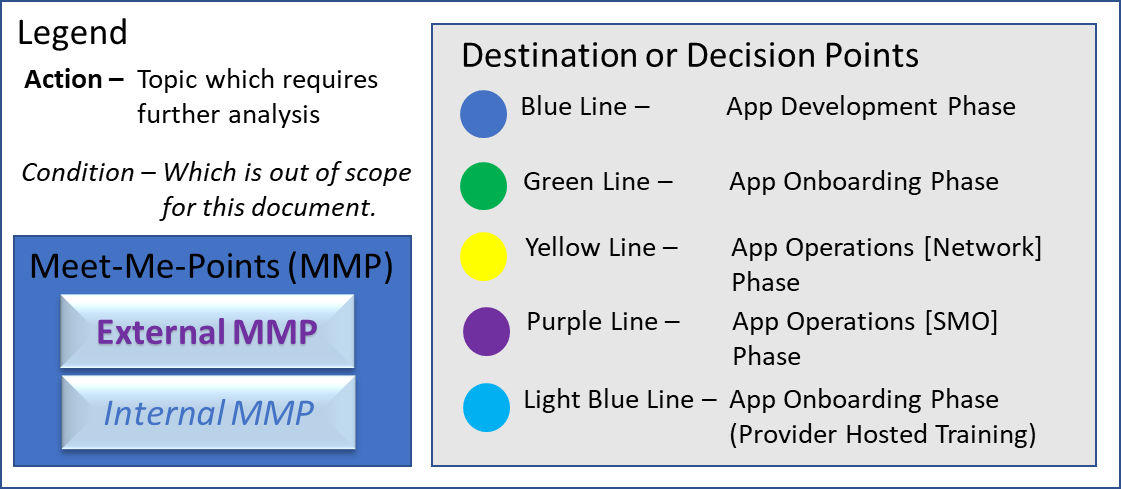 Legend
Action – Topic which requires
further analysis
Condition – Which is out of scope
for this document.
Meet-Me-Points (MMP)
External MMP
Internal MMP
Destination or Decision Points
Blue Line – App Development Phase
Green Line – App Onboarding Phase
Yellow Line – App Operations [Network]
Phase
Purple Line – App Operations [SMO]
Phase
Light Blue Line – App Onboarding Phase
(Provider Hosted Training)